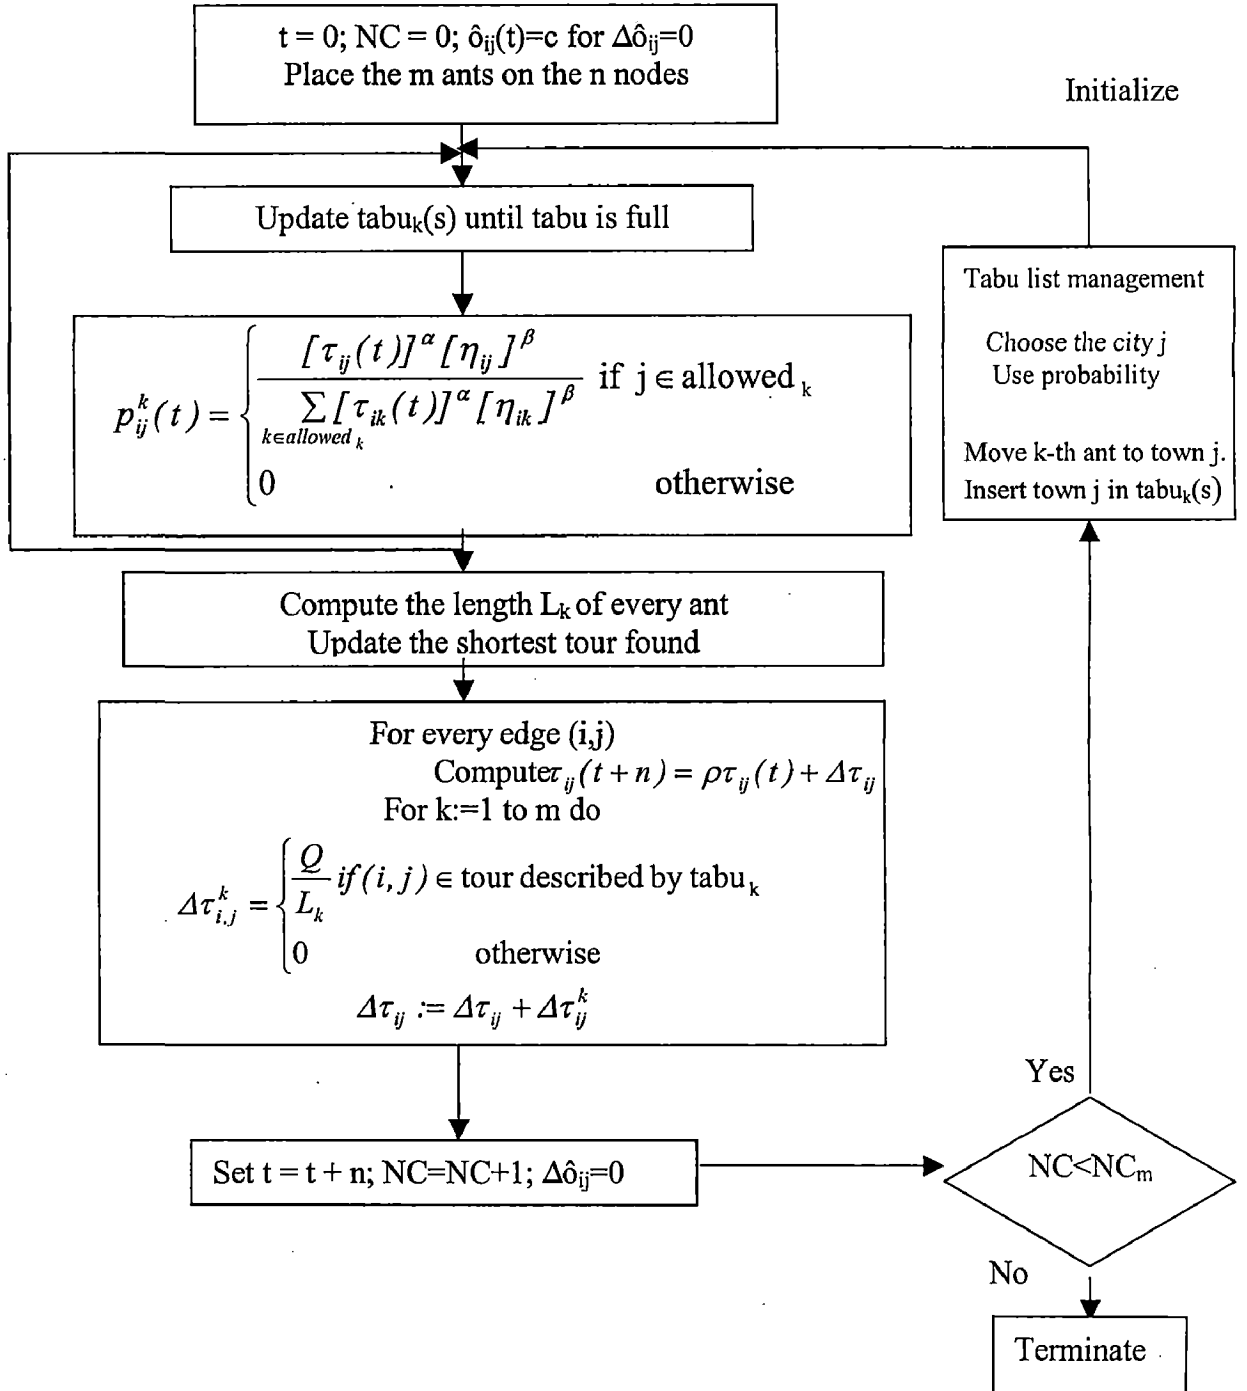 t = 0; NC = 0; ô_ij(t)=c for Δô_ij=0
Place the m ants on the n nodes
Initialize
Update tabu_k(s) until tabu is full
p_ij^k(t) = { [τ_ij(t)]^α [η_ij]^β / Σ_{k∈allowed_k} [τ_ik(t)]^α [η_ik]^β if j ∈ allowed_k
0 otherwise
Tabu list management
Choose the city j
Use probability
Move k-th ant to town j.
Insert town j in tabu_k(s)
Compute the length L_k of every ant
Update the shortest tour found
For every edge (i,j)
Compute τ_ij(t + n) = ρτ_ij(t) + Δτ_ij
For k:=1 to m do
Δτ_i,j^k = { Q / L_k if(i, j) ∈ tour described by tabu_k
0 otherwise
Δτ_ij := Δτ_ij + Δτ_ij^k
Set t = t + n; NC=NC+1; Δô_ij=0
Yes
NC<NC_m
No
Terminate